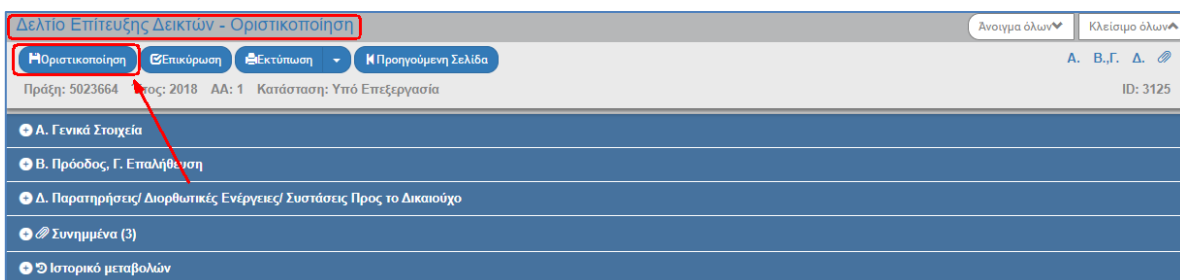 Δελτίο Επίτευξης Δεικτών - Οριστικοποίηση
Άνοιγμα όλων
Κλείσιμο όλων
Οριστικοποίηση
Επικύρωση
Εκτύπωση
Προηγούμενη Σελίδα
Α. Β.,Γ. Δ.
Πράξη: 5023664 Έτος: 2018 ΑΑ: 1 Κατάσταση: Υπό Επεξεργασία
ID: 3125
Α. Γενικά Στοιχεία
Β. Πρόοδος, Γ. Επαλήθευση
Δ. Παρατηρήσεις/ Διορθωτικές Ενέργειες/ Συστάσεις Προς το Δικαιούχο
Συνημμένα (3)
Ιστορικό μεταβολών